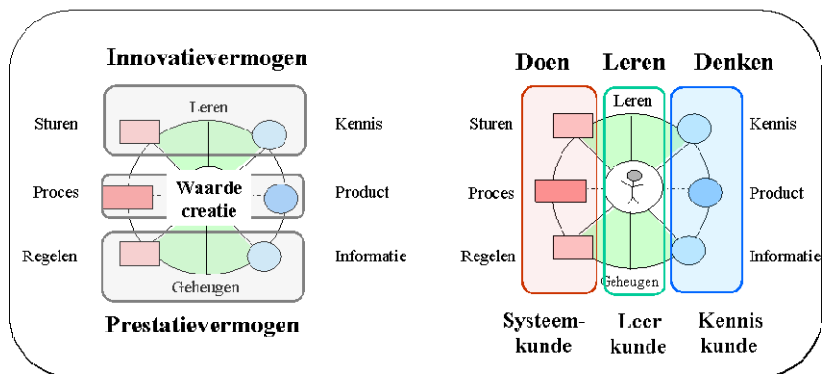 Innovatievermogen
Leren
Sturen
Kennis
Proces
Waarde
creatie
Product
Regelen
Informatie
Geheugen
Prestatievermogen
Doen
Leren
Denken
Leren
Sturen
Kennis
Proces
Product
Regelen
Informatie
Geheugen
Systeem-
kunde
Leer
kunde
Kennis
kunde